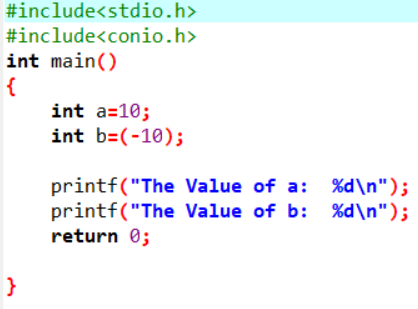 #include<stdio.h>
#include<conio.h>
int main()
{
    int a=10;
    int b=(-10);

    printf("The Value of a:  %d\n");
    printf("The Value of b:  %d\n");
    return 0;

}